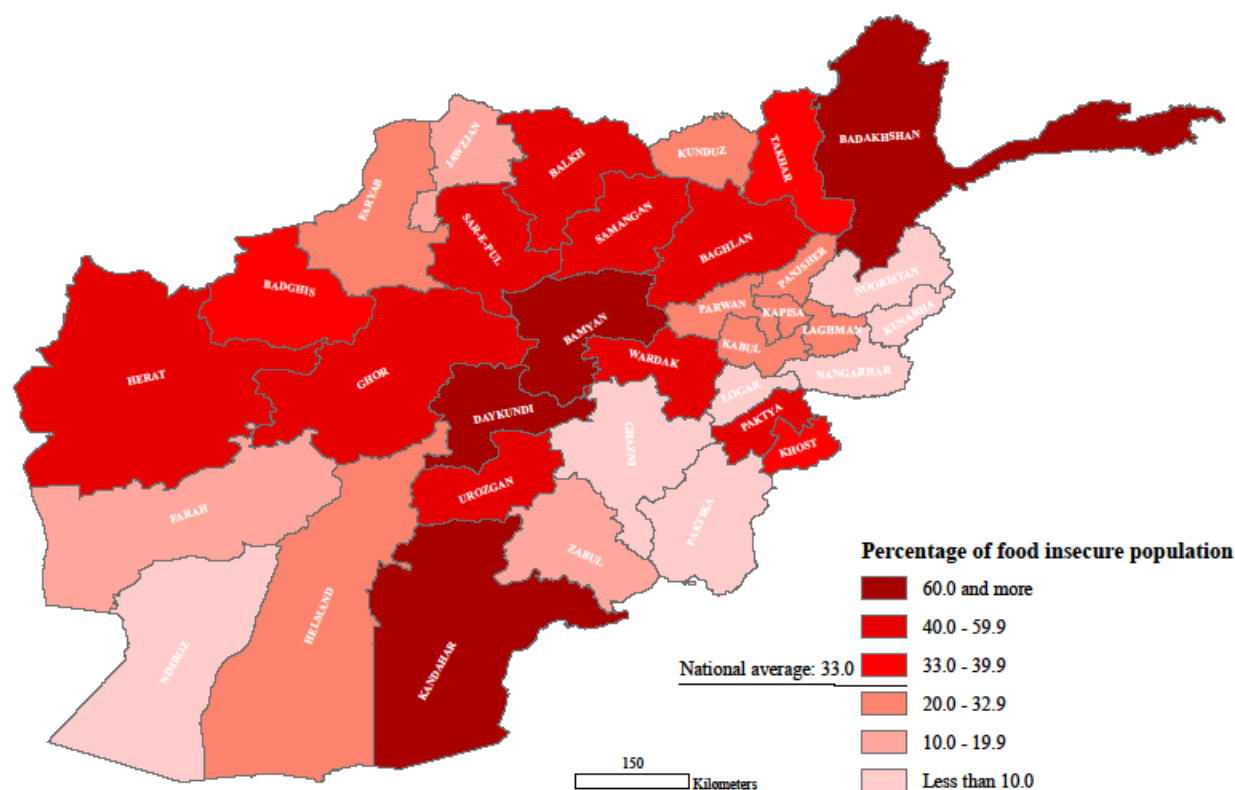 BADAKHSHAN
JAWZJAN
BALKH
KUNDUZ
TAKHAR
FARYAB
SAR-E-PUL
SAMANGAN
BAGHLAN
PANJSHER
NOORISTAN
BADGHIS
PARWAN
KAPISA
KUNARHA
LAGHMAN
BAMYAN
KABUL
WARDAK
NANGARHAR
HERAT
GHOR
LOGAR
DAYKUNDI
PAKTYA
GHAZNI
KHOST
UROZGAN
FARAH
PAKTIKA
ZABUL
HELMAND
NIMROZ
KANDAHAR
Percentage of food insecure population
60.0 and more
40.0 - 59.9
33.0 - 39.9
National average: 33.0
20.0 - 32.9
10.0 - 19.9
Less than 10.0
150
Kilometers